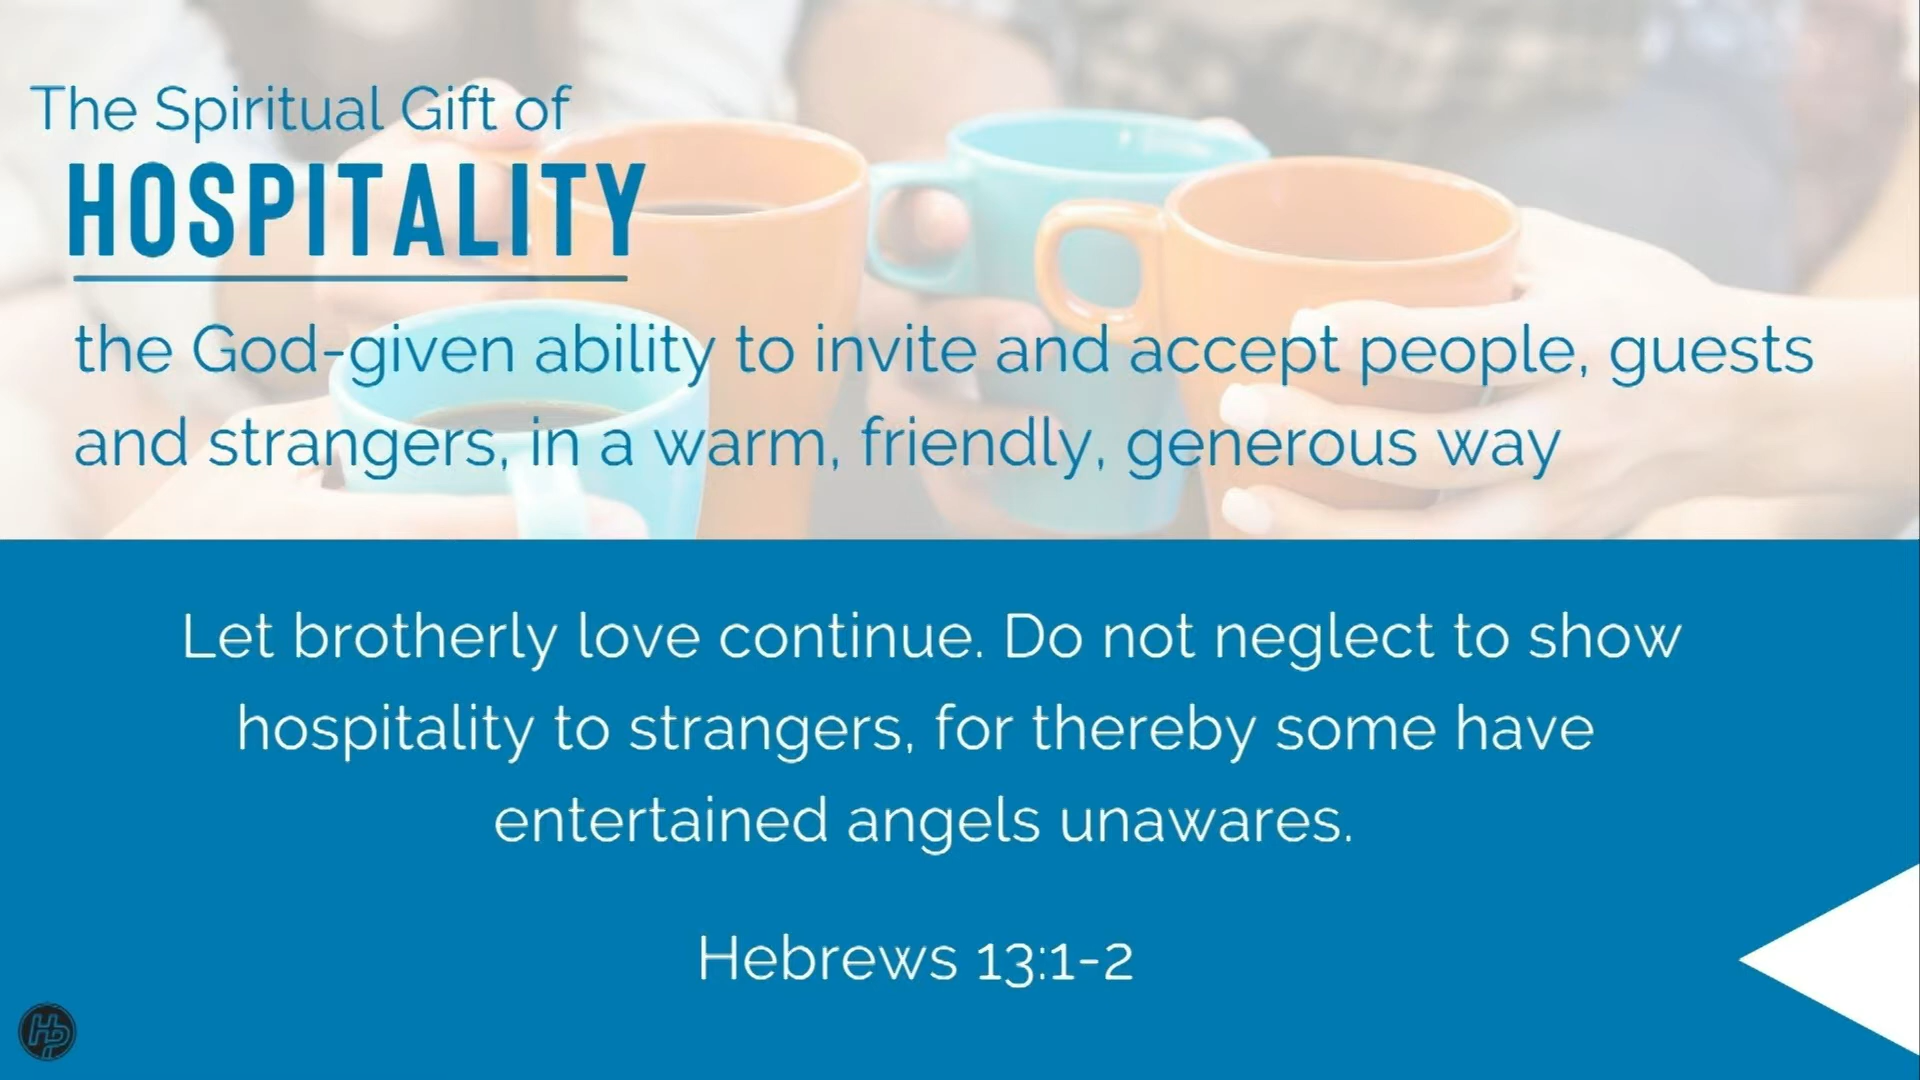 The Spiritual Gift of
HOSPITALITY
the God-given ability to invite and accept people, guests
and strangers, in a warm, friendly, generous way
Let brotherly love continue. Do not neglect to show
hospitality to strangers, for thereby some have
entertained angels unawares.
Hebrews 13:1-2
HP